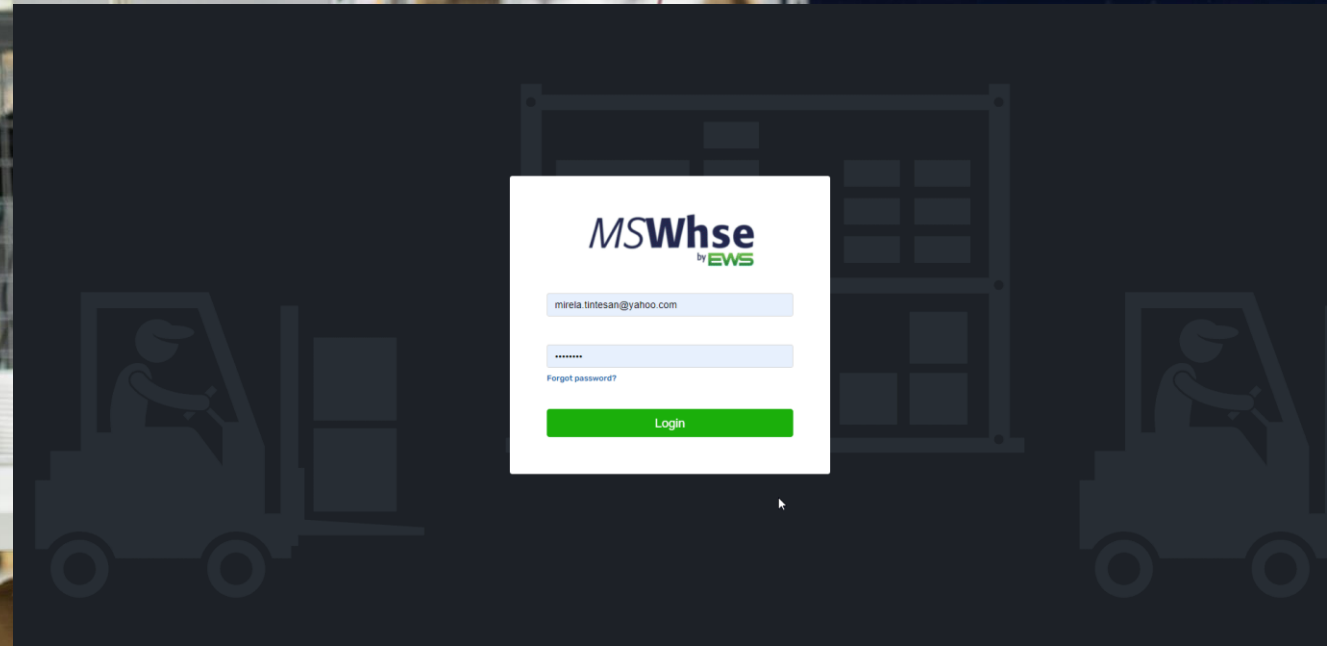 MSWhse
by EWS
mirela.tintesan@yahoo.com
••••••••
Forgot password?
Login